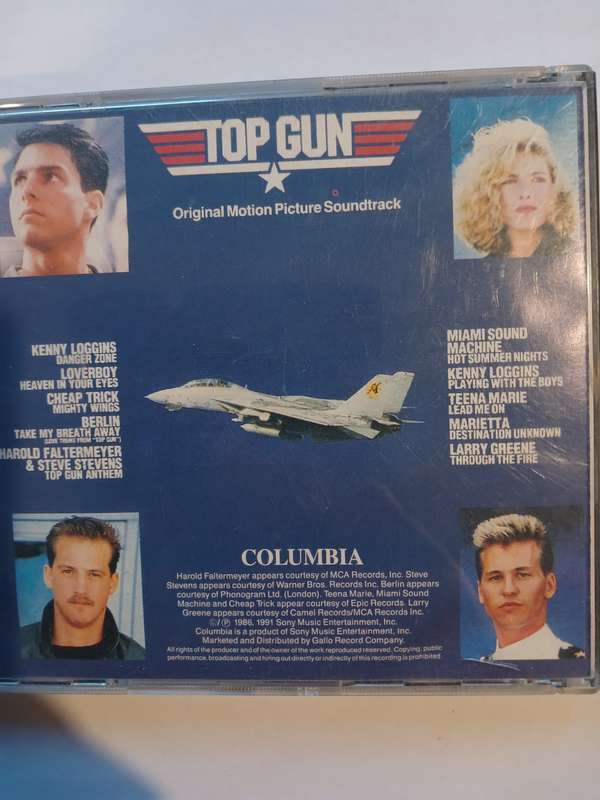 TOP GUN
Original Motion Picture Soundtrack
KENNY LOGGINS
DANGER ZONE
LOVERBOY
HEAVEN IN YOUR EYES
CHEAP TRICK
MIGHTY WINGS
BERLIN
TAKE MY BREATH AWAY
(LOVE THEME FROM "TOP GUN")
HAROLD FALTERMEYER
& STEVE STEVENS
TOP GUN ANTHEM
MIAMI SOUND
MACHINE
HOT SUMMER NIGHTS
KENNY LOGGINS
PLAYING WITH THE BOYS
TEENA MARIE
LEAD ME ON
MARIETTA
DESTINATION UNKNOWN
LARRY GREENE
THROUGH THE FIRE
COLUMBIA
Harold Faltermeyer appears courtesy of MCA Records, Inc. Steve
Stevens appears courtesy of Warner Bros. Records Inc. Berlin appears
courtesy of Phonogram Ltd. (London). Teena Marie, Miami Sound
Machine and Cheap Trick appear courtesy of Epic Records. Larry
Greene appears courtesy of Camel Records/MCA Records Inc.
©/℗ 1986, 1991 Sony Music Entertainment, Inc.
Columbia is a product of Sony Music Entertainment, Inc.
Marketed and Distributed by Gallo Record Company.
All rights of the producer and of the owner of the work reproduced reserved. Copying, public
performance, broadcasting and hiring out directly or indirectly of this recording is prohibited.